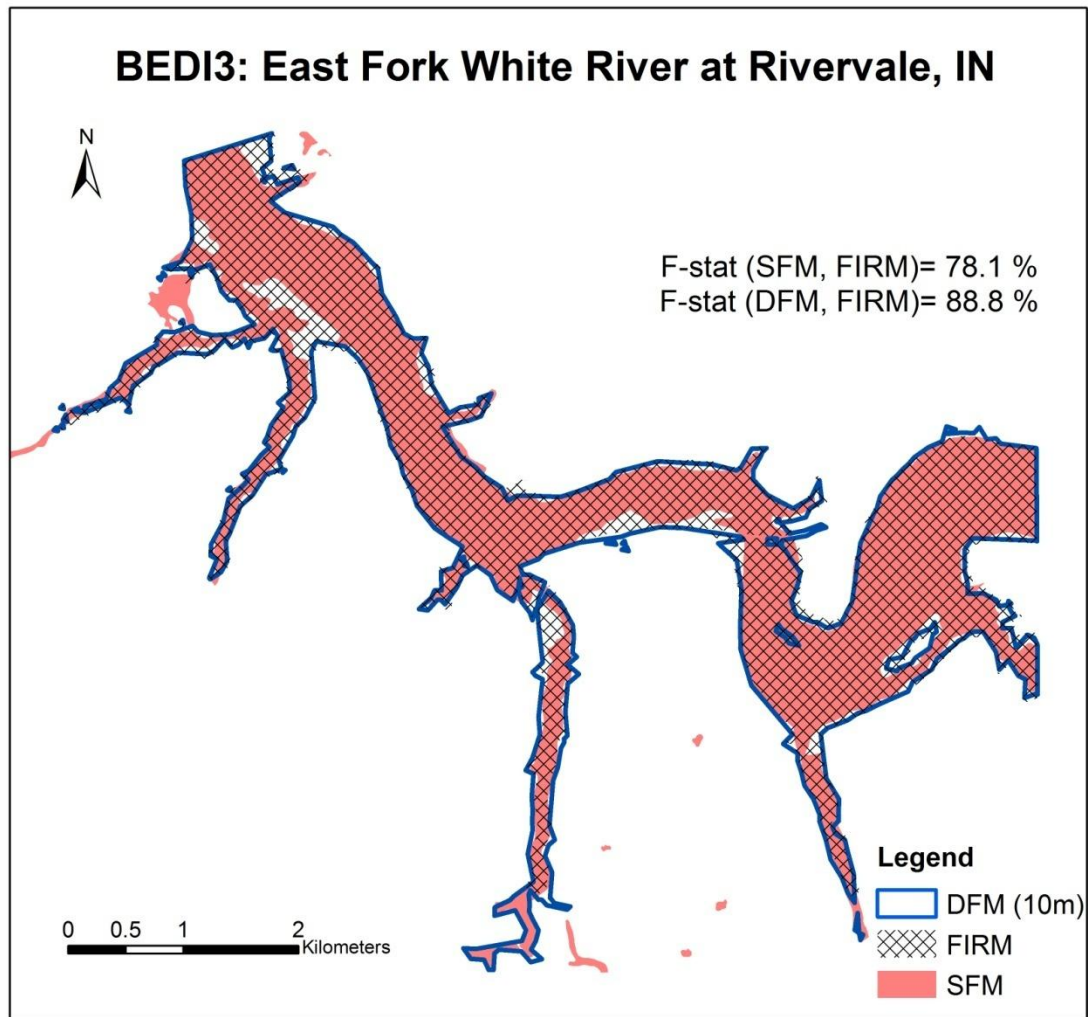 BEDI3: East Fork White River at Rivervale, IN
N
F-stat (SFM, FIRM)= 78.1 %
F-stat (DFM, FIRM)= 88.8 %
Legend
DFM (10m)
FIRM
SFM
0 0.5 1 2
Kilometers